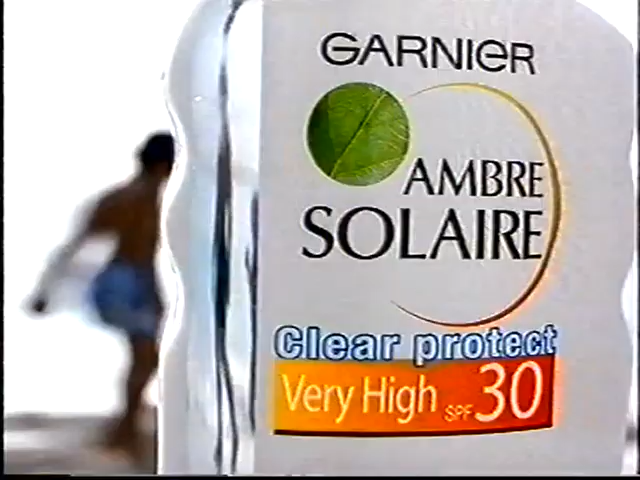 GARNIER
AMBRE
SOLAIRE
Clear protect
Very High SPF 30